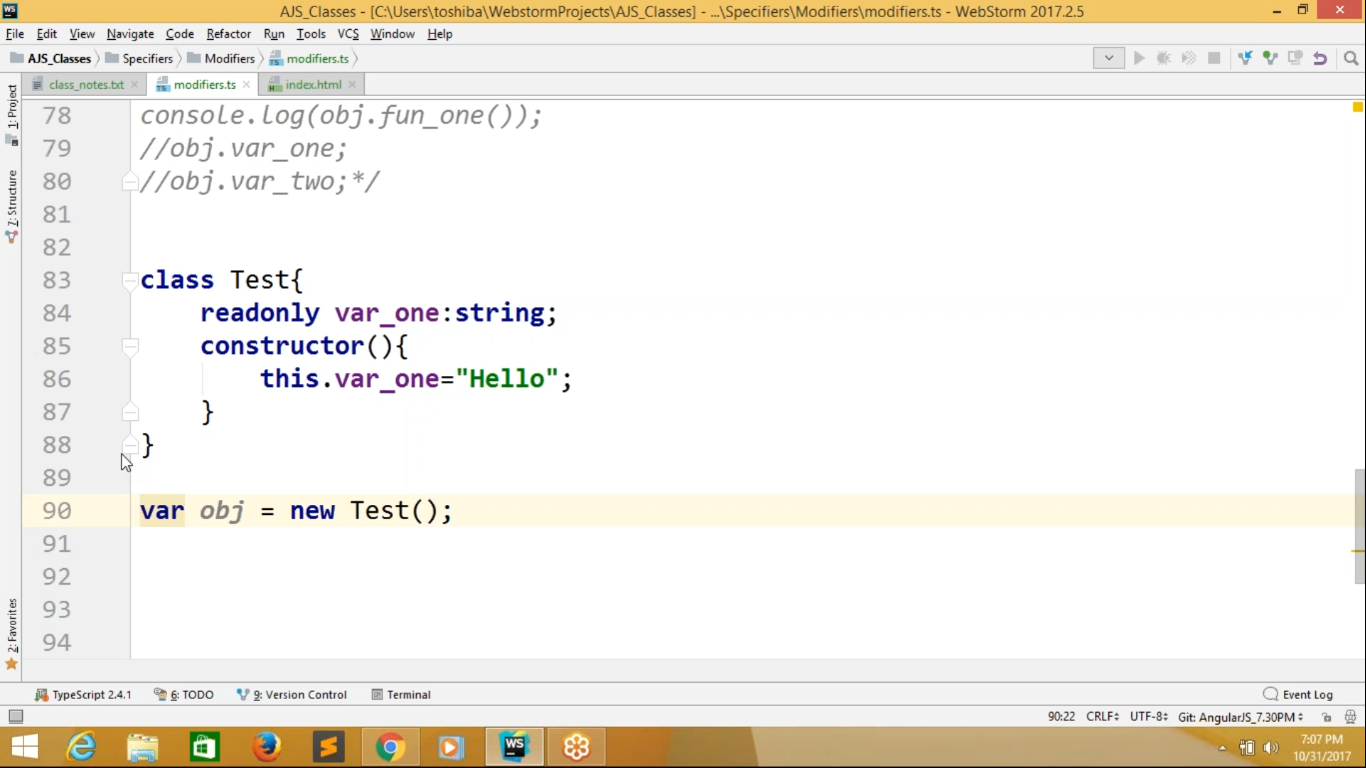 WS AJS_Classes - [C:\Users\toshiba\WebstormProjects\AJS_Classes] - ...\Specifiers\Modifiers\modifiers.ts - WebStorm 2017.2.5
File Edit View Navigate Code Refactor Run Tools VCS Window Help
AJS_Classes Specifiers Modifiers modifiers.ts
class_notes.txt modifiers.ts index.html
1: Project
7: Structure
2: Favorites
78 console.log(obj.fun_one());
79 //obj.var_one;
80 //obj.var_two;*/
81
82
83 class Test{
84 readonly var_one:string;
85 constructor(){
86 this.var_one="Hello";
87 }
88 }
89
90 var obj = new Test();
91
92
93
94
TypeScript 2.4.1 6: TODO 9: Version Control Terminal Event Log
90:22 CRLF UTF-8 Git: AngularJS_7.30PM
WS
7:07 PM
10/31/2017